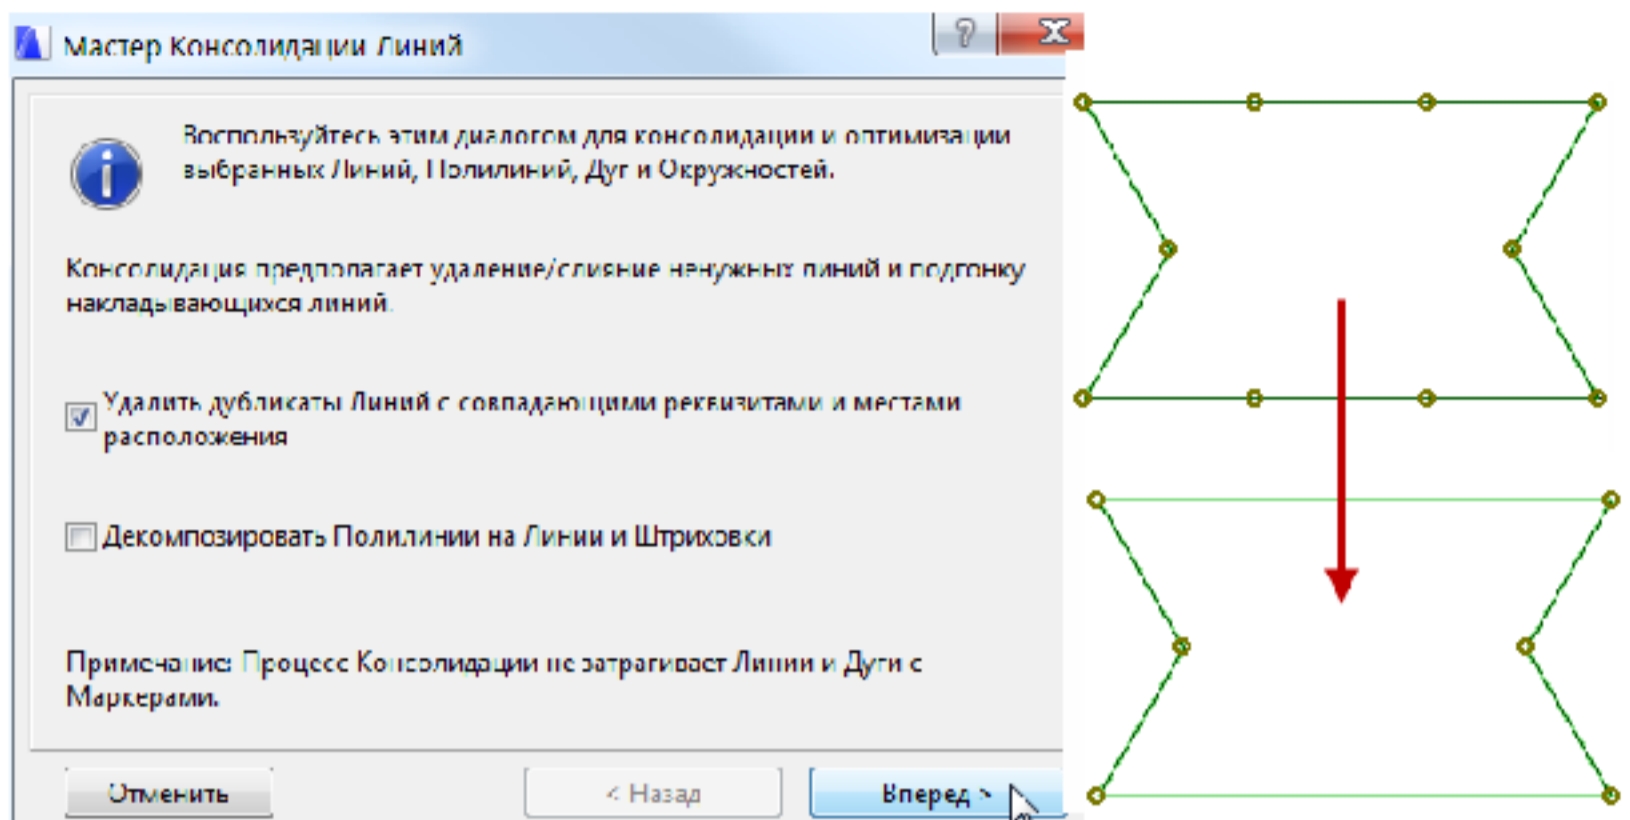 Мастер Консолидации Линий
?
Воспользуйтесь этим диалогом для консолидации и оптимизации
выбранных Линий, Полилиний, Дуг и Окружностей.
Консолидация предполагает удаление/слияние ненужных линий и подгонку
накладывающихся линий.
Удалить дубликаты Линий с совпадающими реквизитами и местами
расположения
Декомпозировать Полилинии на Линии и Штриховки
Примечание: Процесс Консолидации не затрагивает Линии и Дуги с
Маркерами.
Отменить
< Назад
Вперед >